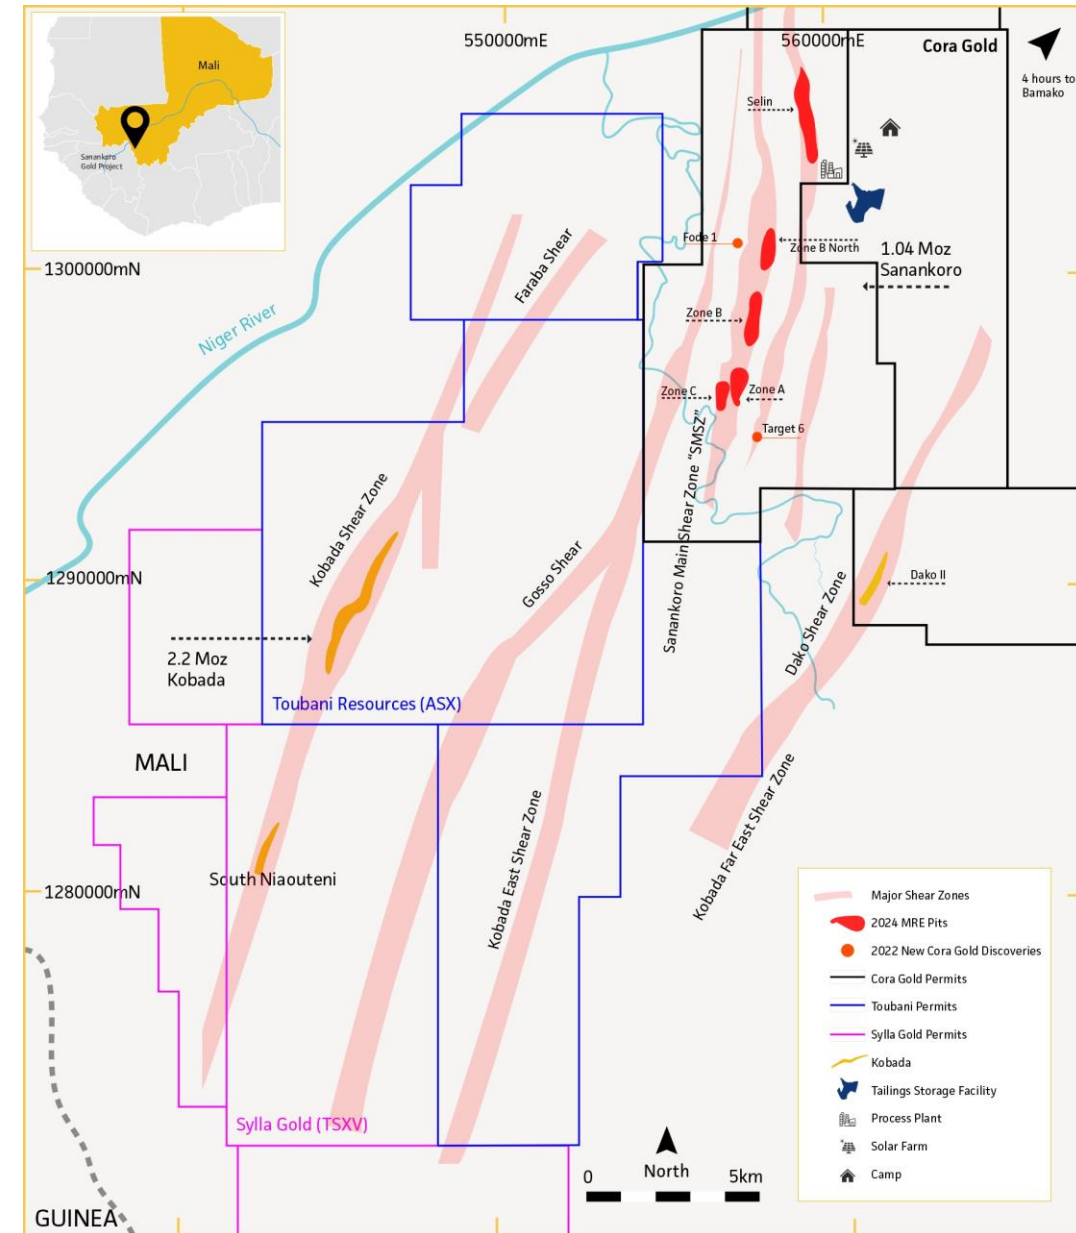 Mali
Sanankoro
Gold Project
550000mE
560000mE
Cora Gold
4 hours to
Bamako
Selin
Fode 1
Zone B North
1.04 Moz
Sanankoro
1300000mN
Niger River
Faraba Shear
Zone B
Zone C
Zone A
Target 6
Sanankoro Main Shear Zone “SMSZ”
Kobada Shear Zone
Gosso Shear
1290000mN
Dako II
Dako Shear Zone
2.2 Moz
Kobada
Toubani Resources (ASX)
MALI
South Niaouteni
1280000mN
Kobada East Shear Zone
Kobada Far East Shear Zone
Sylla Gold (TSXV)
GUINEA
0
North
5km
Major Shear Zones
2024 MRE Pits
2022 New Cora Gold Discoveries
Cora Gold Permits
Toubani Permits
Sylla Gold Permits
Kobada
Tailings Storage Facility
Process Plant
Solar Farm
Camp